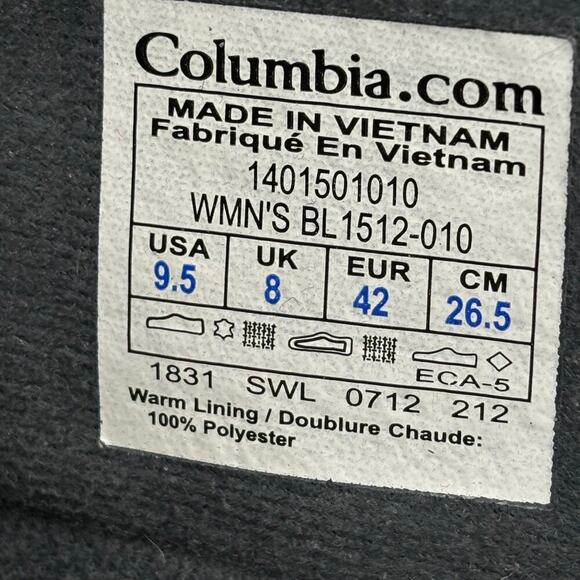 Columbia.com
MADE IN VIETNAM
Fabriqué En Vietnam
1401501010
WMN'S BL1512-010
USA UK EUR CM
9.5 8 42 26.5
ECA-5
1831 SWL 0712 212
Warm Lining / Doublure Chaude:
100% Polyester